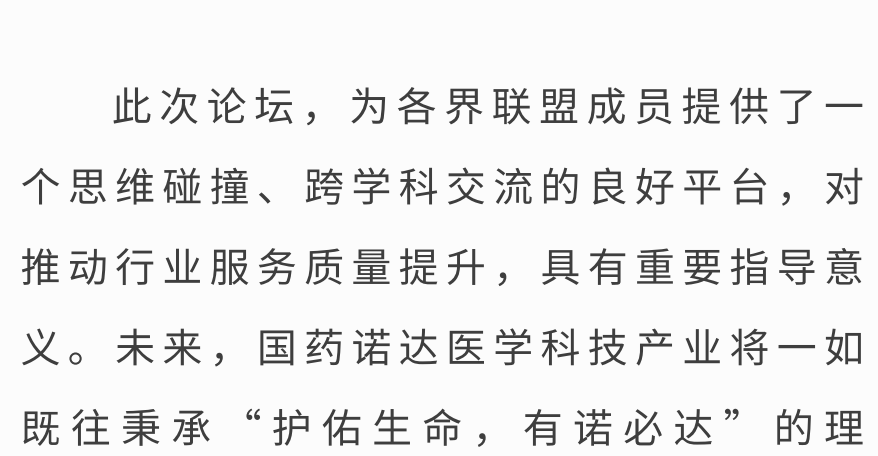 此次论坛，为各界联盟成员提供了一
个思维碰撞、跨学科交流的良好平台，对
推动行业服务质量提升，具有重要指导意
义。未来，国药诺达医学科技产业将一如
既往秉承“护佑生命，有诺必达”的理